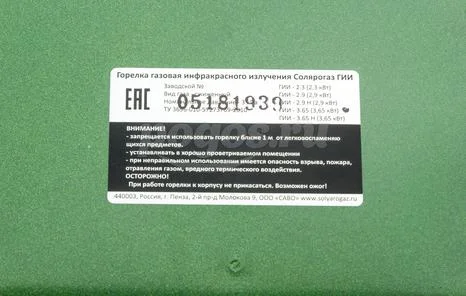 Горелка газовая инфракрасного излучения Солярогаз ГИИ
EAC
Заводской №
05181939
Вид газа
ТУ
ГИИ - 2.3 (2,3 кВт)
ГИИ - 2.9 (2,9 кВт)
ГИИ - 2.9 Н (2,9 кВт)
ГИИ - 3.65 (3,65 кВт)
ГИИ - 3.65 Н (3,65 кВт)
ВНИМАНИЕ!
- запрещается использовать горелку ближе 1 м от легковоспламеняющихся предметов.
- устанавливать в хорошо проветриваемом помещении
- при неправильном использовании имеется опасность взрыва, пожара,
отравления газом, вредного термического воздействия.
ОСТОРОЖНО!
При работе горелки к корпусу не прикасаться. Возможен ожог!
440003, Россия, г. Пенза, 2-й пр-д Молокова 9, ООО «САВО» www.solyarogaz.ru